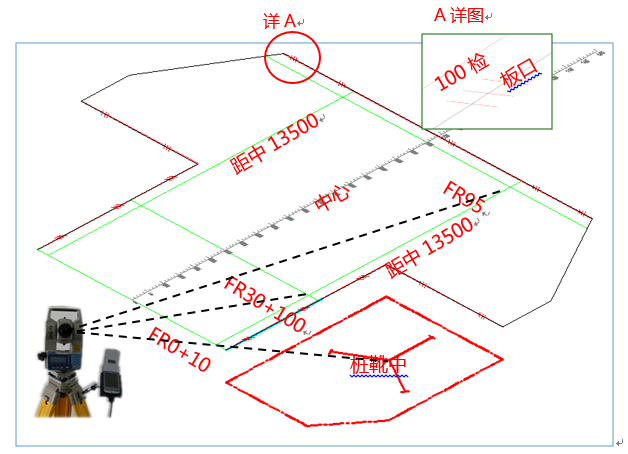 详 A
A 详图
100 检
板口
距中 13500
中心
FR95
距中 13500
FR30+100
FR0+10
桩靴中